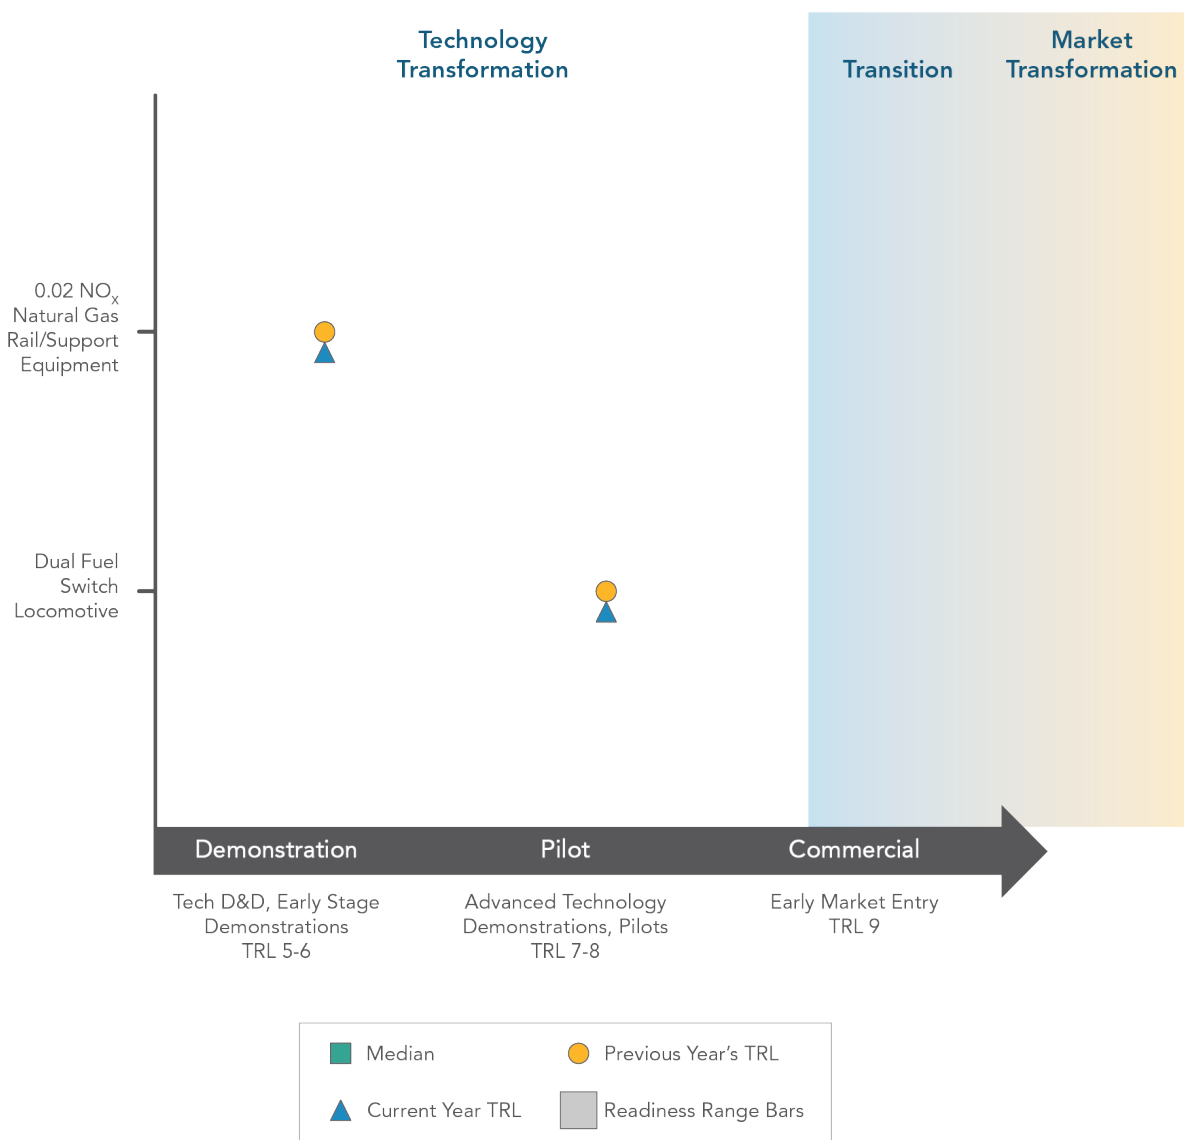 Technology
Transformation
Transition
Market
Transformation
0.02 NOx
Natural Gas
Rail/Support
Equipment
Dual Fuel
Switch
Locomotive
Demonstration
Pilot
Commercial
Tech D&D, Early Stage
Demonstrations
TRL 5-6
Advanced Technology
Demonstrations, Pilots
TRL 7-8
Early Market Entry
TRL 9
Median
Previous Year’s TRL
Current Year TRL
Readiness Range Bars